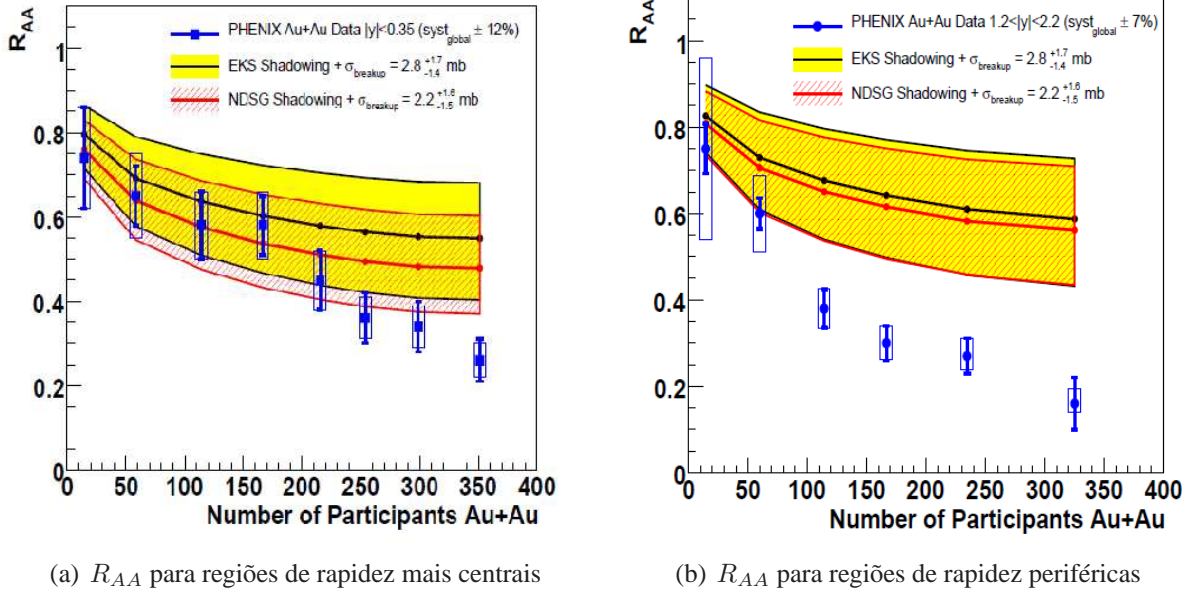 R_AA
PHENIX Au+Au Data |y|<0.35 (syst_global ± 12%)
EKS Shadowing + σ_breakup = 2.8 +1.7 -1.4 mb
NDSG Shadowing + σ_breakup = 2.2 +1.6 -1.5 mb
1
0.8
0.6
0.4
0.2
0
0 50 100 150 200 250 300 350 400
Number of Participants Au+Au
(a) R_AA para regiões de rapidez mais centrais
R_AA
PHENIX Au+Au Data 1.2<|y|<2.2 (syst_global ± 7%)
EKS Shadowing + σ_breakup = 2.8 +1.7 -1.4 mb
NDSG Shadowing + σ_breakup = 2.2 +1.6 -1.5 mb
1
0.8
0.6
0.4
0.2
0
0 50 100 150 200 250 300 350 400
Number of Participants Au+Au
(b) R_AA para regiões de rapidez periféricas